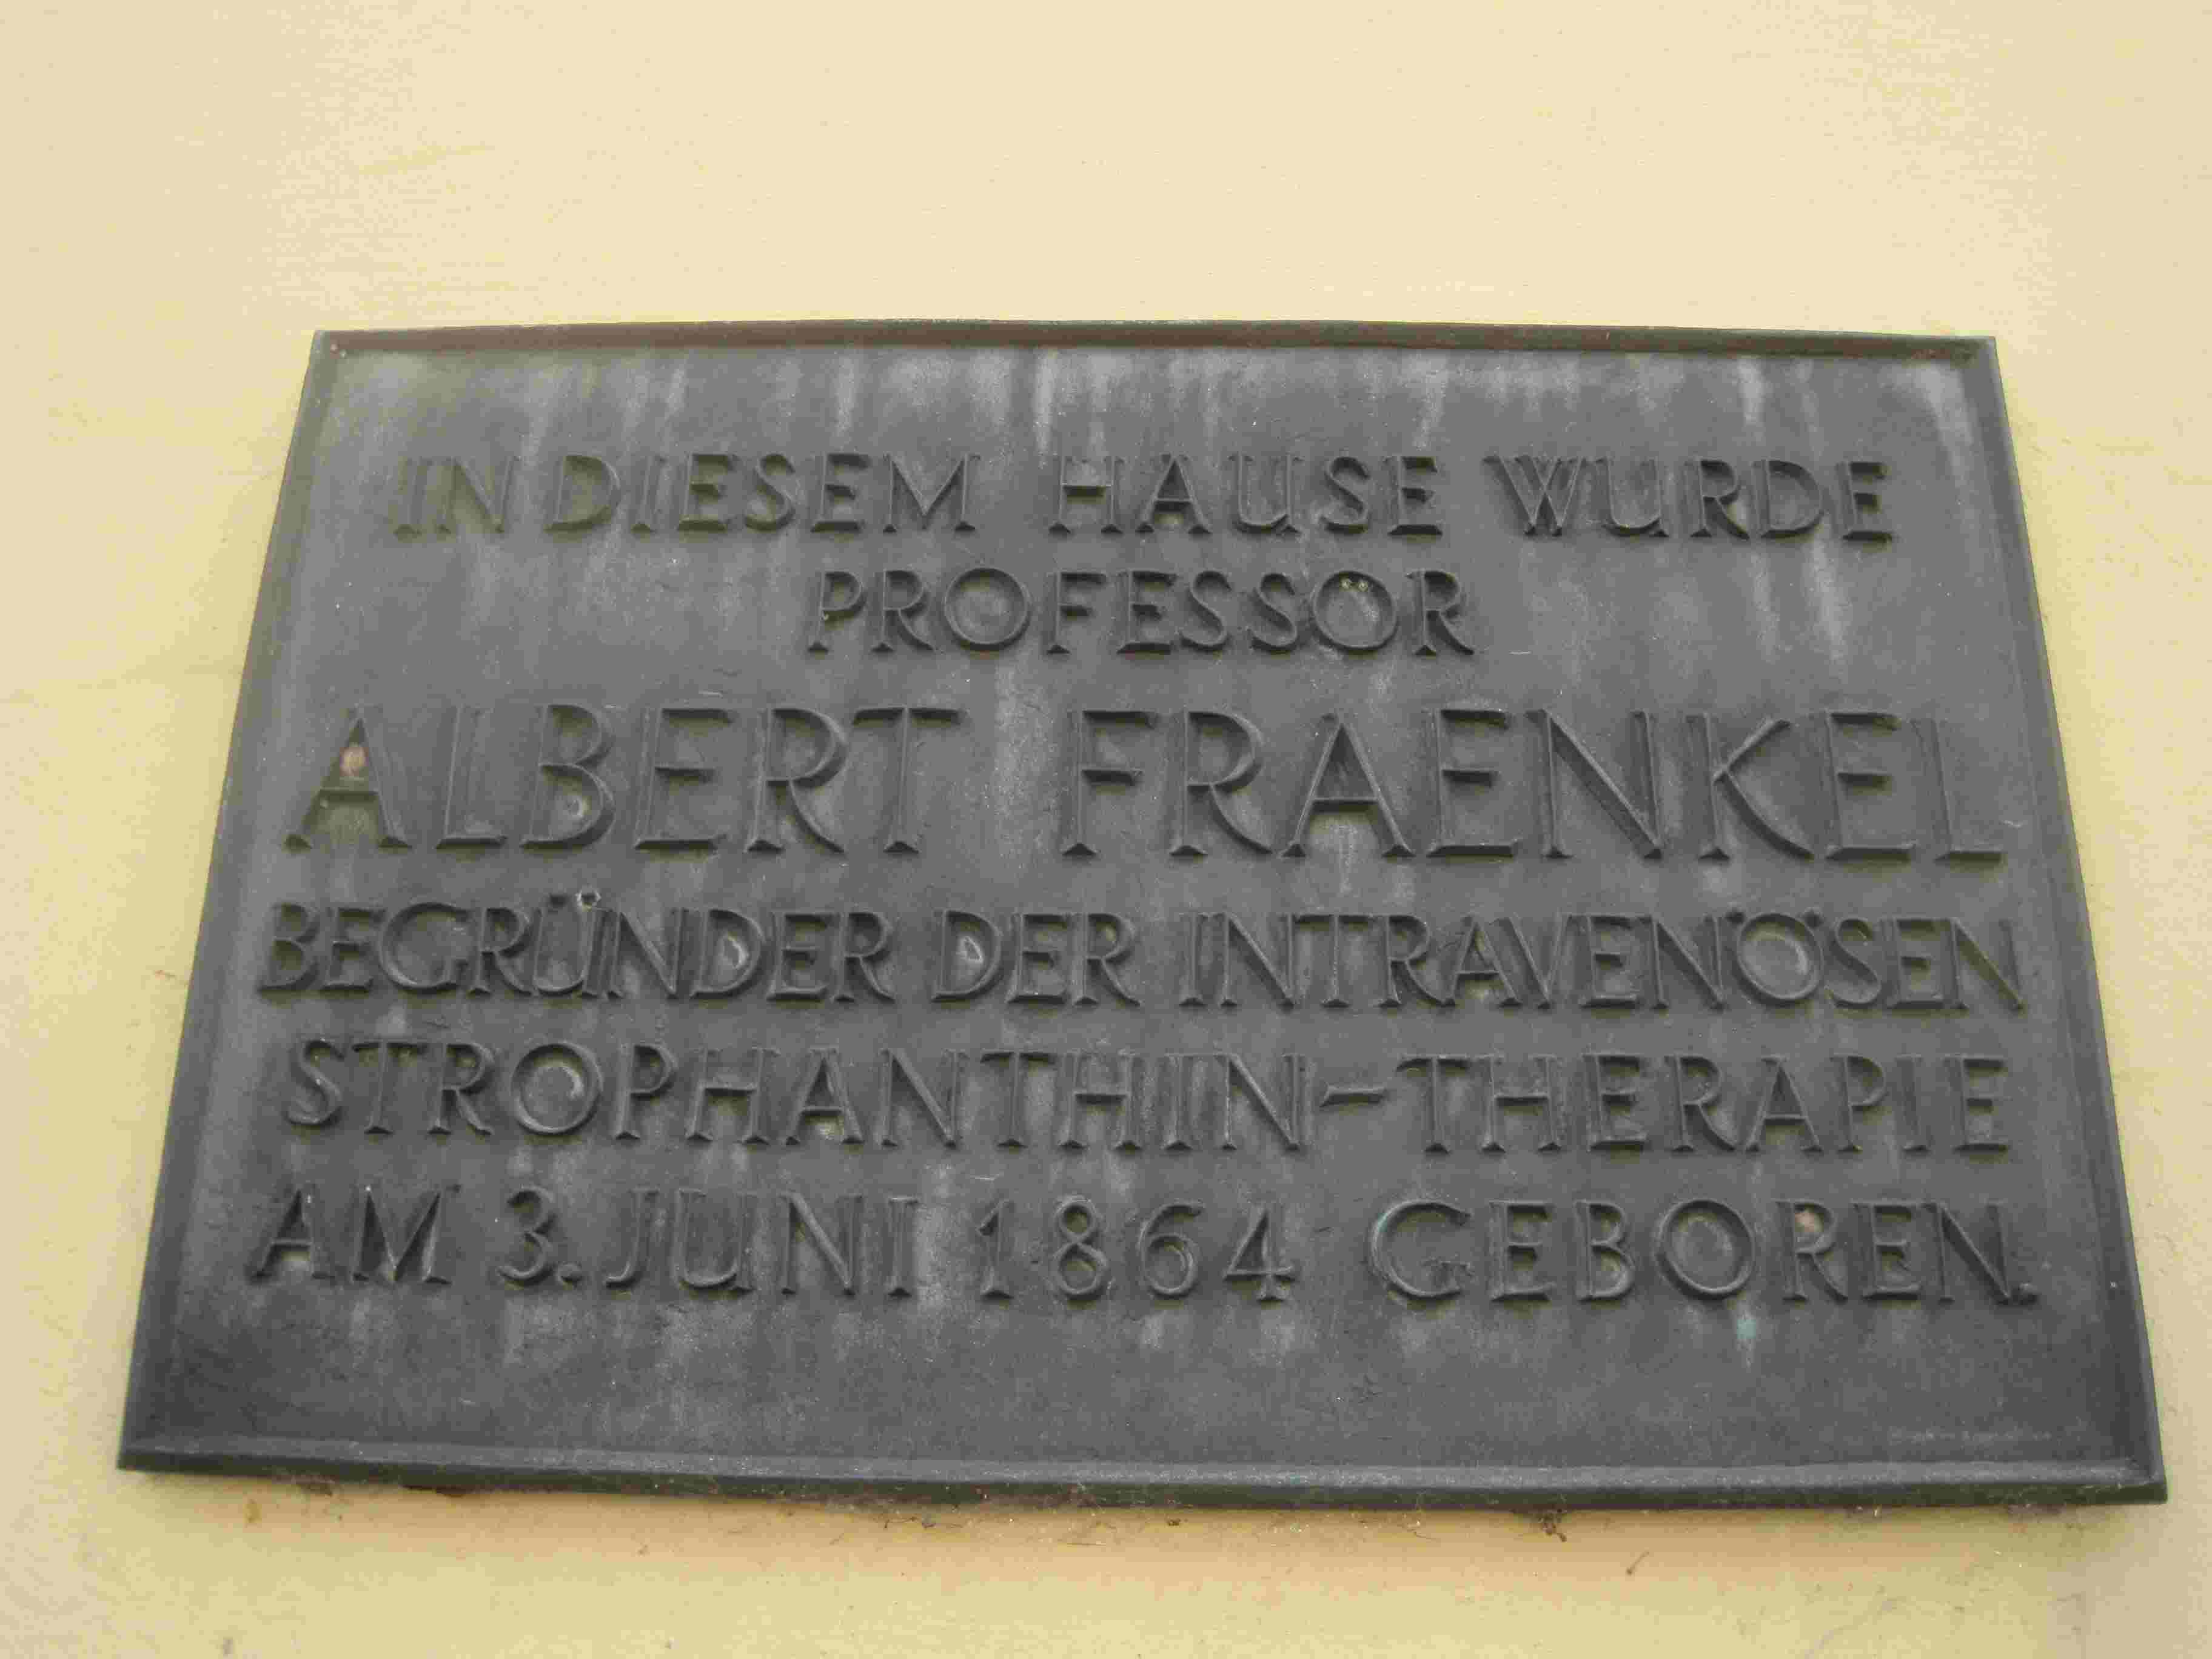 IN DIESEM HAUSE WURDE
PROFESSOR
ALBERT FRAENKEL
BEGRÜNDER DER INTRAVENÖSEN
STROPHANTHIN-THERAPIE
AM 3. JUNI 1864 GEBOREN.